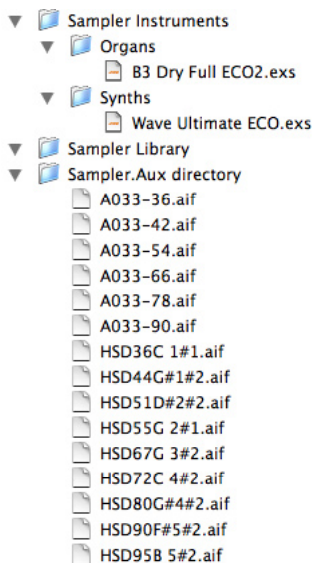 Sampler Instruments
Organs
B3 Dry Full ECO2.exs
Synths
Wave Ultimate ECO.exs
Sampler Library
Sampler.Aux directory
A033-36.aif
A033-42.aif
A033-54.aif
A033-66.aif
A033-78.aif
A033-90.aif
HSD36C 1#1.aif
HSD44G#1#2.aif
HSD51D#2#2.aif
HSD55G 2#1.aif
HSD67G 3#2.aif
HSD72C 4#2.aif
HSD80G#4#2.aif
HSD90F#5#2.aif
HSD95B 5#2.aif